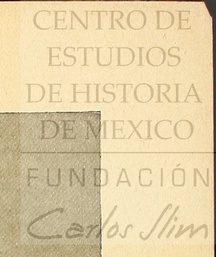 CENTRO DE
ESTUDIOS
DE HISTORIA
DE MEXICO
FUNDACIÓN
Carlos Slim